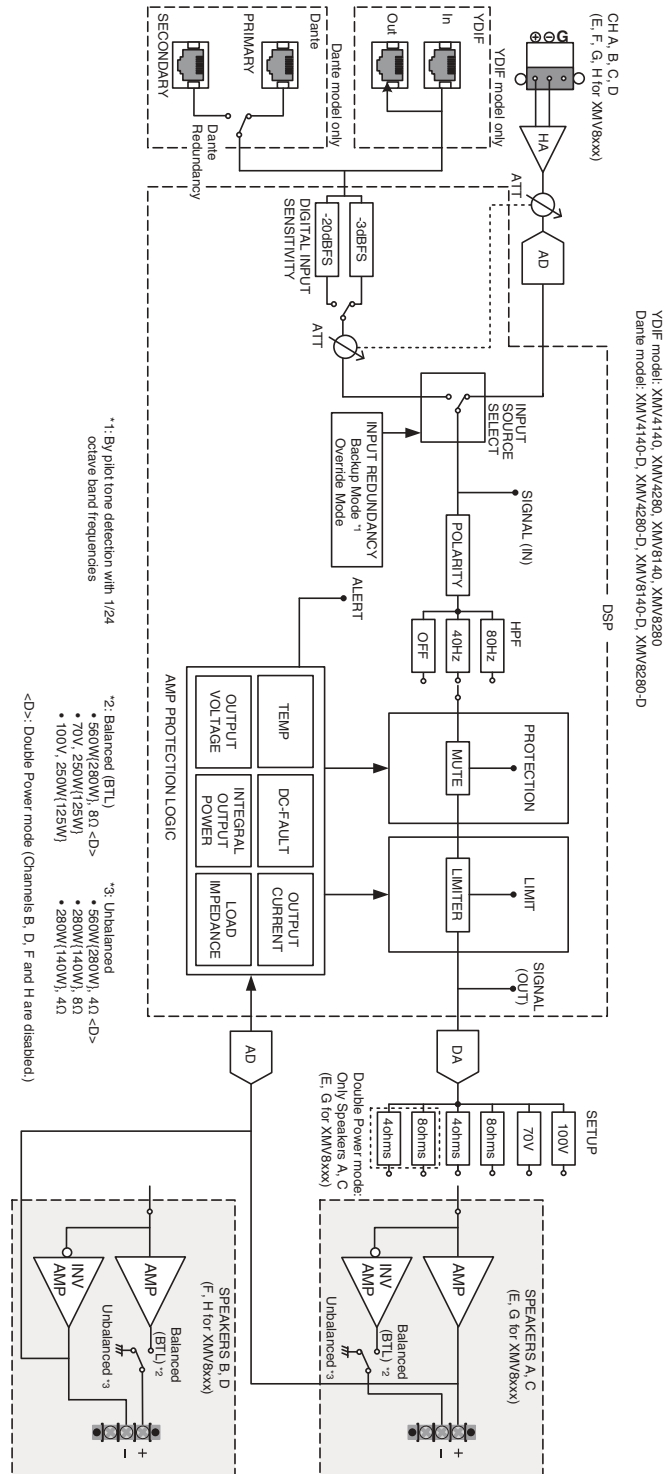 YDIF model: XMV4140, XMV4280, XMV8140, XMV8280
Dante model: XMV4140-D, XMV4280-D, XMV8140-D, XMV8280-D
CH A, B, C, D
(E, F, G, H for XMV8xxx)
⊕⊖G
HA
ATT
AD
YDIF model only
YDIF
In
Out
Dante model only
Dante
PRIMARY
SECONDARY
Dante
Redundancy
DSP
-3dBFS
-20dBFS
DIGITAL INPUT
SENSITIVITY
ATT
INPUT
SOURCE
SELECT
INPUT REDUNDANCY
Backup Mode *1
Override Mode
SIGNAL (IN)
POLARITY
HPF
80Hz
40Hz
OFF
PROTECTION
MUTE
LIMIT
LIMITER
SIGNAL
(OUT)
ALERT
TEMP
DC-FAULT
OUTPUT
CURRENT
OUTPUT
VOLTAGE
INTEGRAL
OUTPUT
POWER
LOAD
IMPEDANCE
AMP PROTECTION LOGIC
DA
AD
SETUP
100V
70V
8ohms
4ohms
8ohms
4ohms
Double Power mode:
Only Speakers A, C
(E, G for XMV8xxx)
SPEAKERS A, C
(E, G for XMV8xxx)
AMP
INV
AMP
Balanced
(BTL) *2
Unbalanced *3
+
-
SPEAKERS B, D
(F, H for XMV8xxx)
AMP
INV
AMP
Balanced
(BTL) *2
Unbalanced *3
+
-
*1: By pilot tone detection with 1/24
octave band frequencies
*2: Balanced (BTL)
• 560W{280W}, 8Ω <D>
• 70V, 250W{125W}
• 100V, 250W{125W}
*3: Unbalanced
• 560W{280W}, 4Ω <D>
• 280W{140W}, 8Ω
• 280W{140W}, 4Ω
<D>: Double Power mode (Channels B, D, F and H are disabled.)